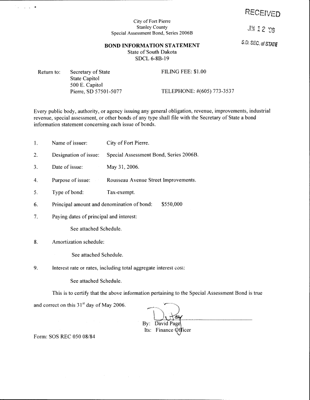 RECEIVED
City of Fort Pierre
Stanley County
Special Assessment Bond, Series 2006B
S.D. SEC. of STATE
BOND INFORMATION STATEMENT
State of South Dakota
SDCL 6-8B-19
Return to: Secretary of State FILING FEE: $1.00
State Capitol
500 E. Capitol
Pierre, SD 57501-5077 TELEPHONE: #(605) 773-3537
Every public body, authority, or agency issuing any general obligation, revenue, improvements, industrial
revenue, special assessment, or other bonds of any type shall file with the Secretary of State a bond
information statement concerning each issue of bonds.
1. Name of issuer: City of Fort Pierre.
2. Designation of issue: Special Assessment Bond, Series 2006B.
3. Date of issue: May 31, 2006.
4. Purpose of issue: Rousseau Avenue Street Improvements.
5. Type of bond: Tax-exempt.
6. Principal amount and denomination of bond: $550,000
7. Paying dates of principal and interest:
See attached Schedule.
8. Amortization schedule:
See attached Schedule.
9. Interest rate or rates, including total aggregate interest cost:
See attached Schedule.
This is to certify that the above information pertaining to the Special Assessment Bond is true
and correct on this 31st day of May 2006.
By: David Page
Its: Finance Officer
Form: SOS REC 050 08/84